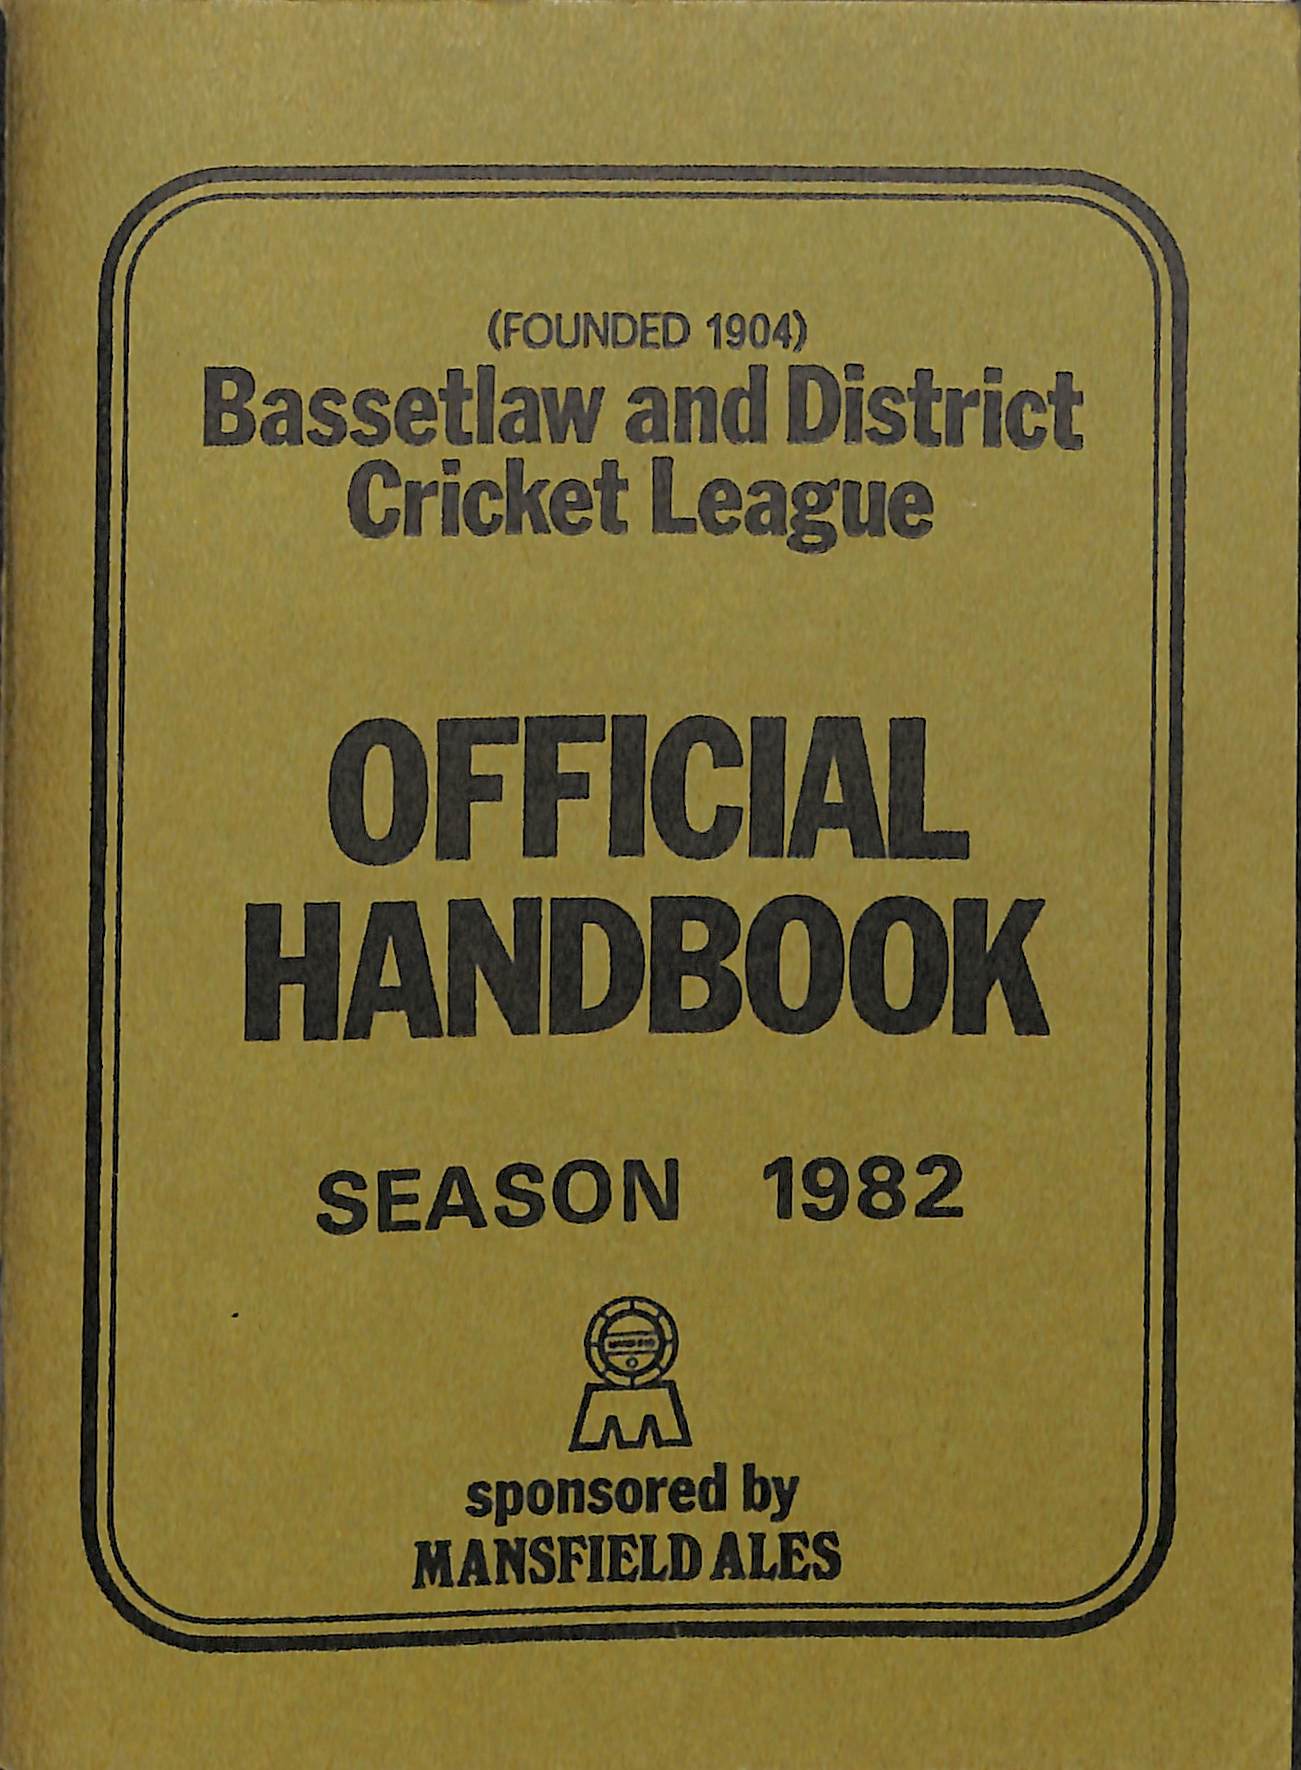 (FOUNDED 1904)
Bassetlaw and District
Cricket League
OFFICIAL
HANDBOOK
SEASON 1982
sponsored by
MANSFIELD ALES